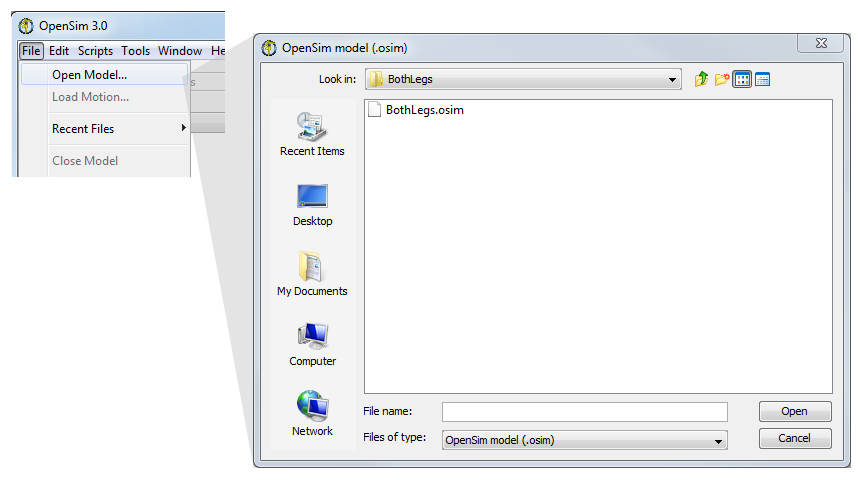 OpenSim 3.0
File Edit Scripts Tools Window He
Open Model...
s
Load Motion...
Recent Files
Close Model
OpenSim model (.osim)
Look in: BothLegs
BothLegs.osim
Recent Items
Desktop
My Documents
Computer
Network
File name:
Open
Files of type: OpenSim model (.osim)
Cancel